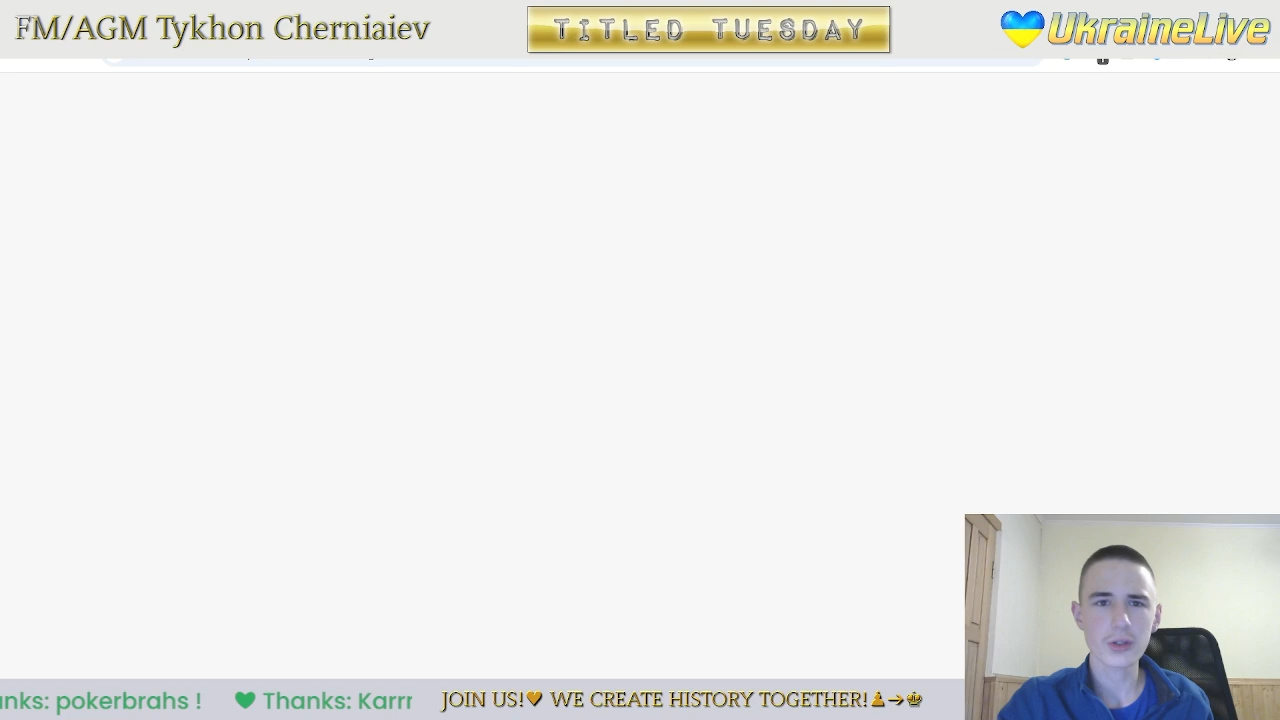 FM/AGM Tykhon Cherniaiev
TITLED TUESDAY
UkraineLive
nks: pokerbrahs !
Thanks: Karrr
JOIN US! WE CREATE HISTORY TOGETHER!